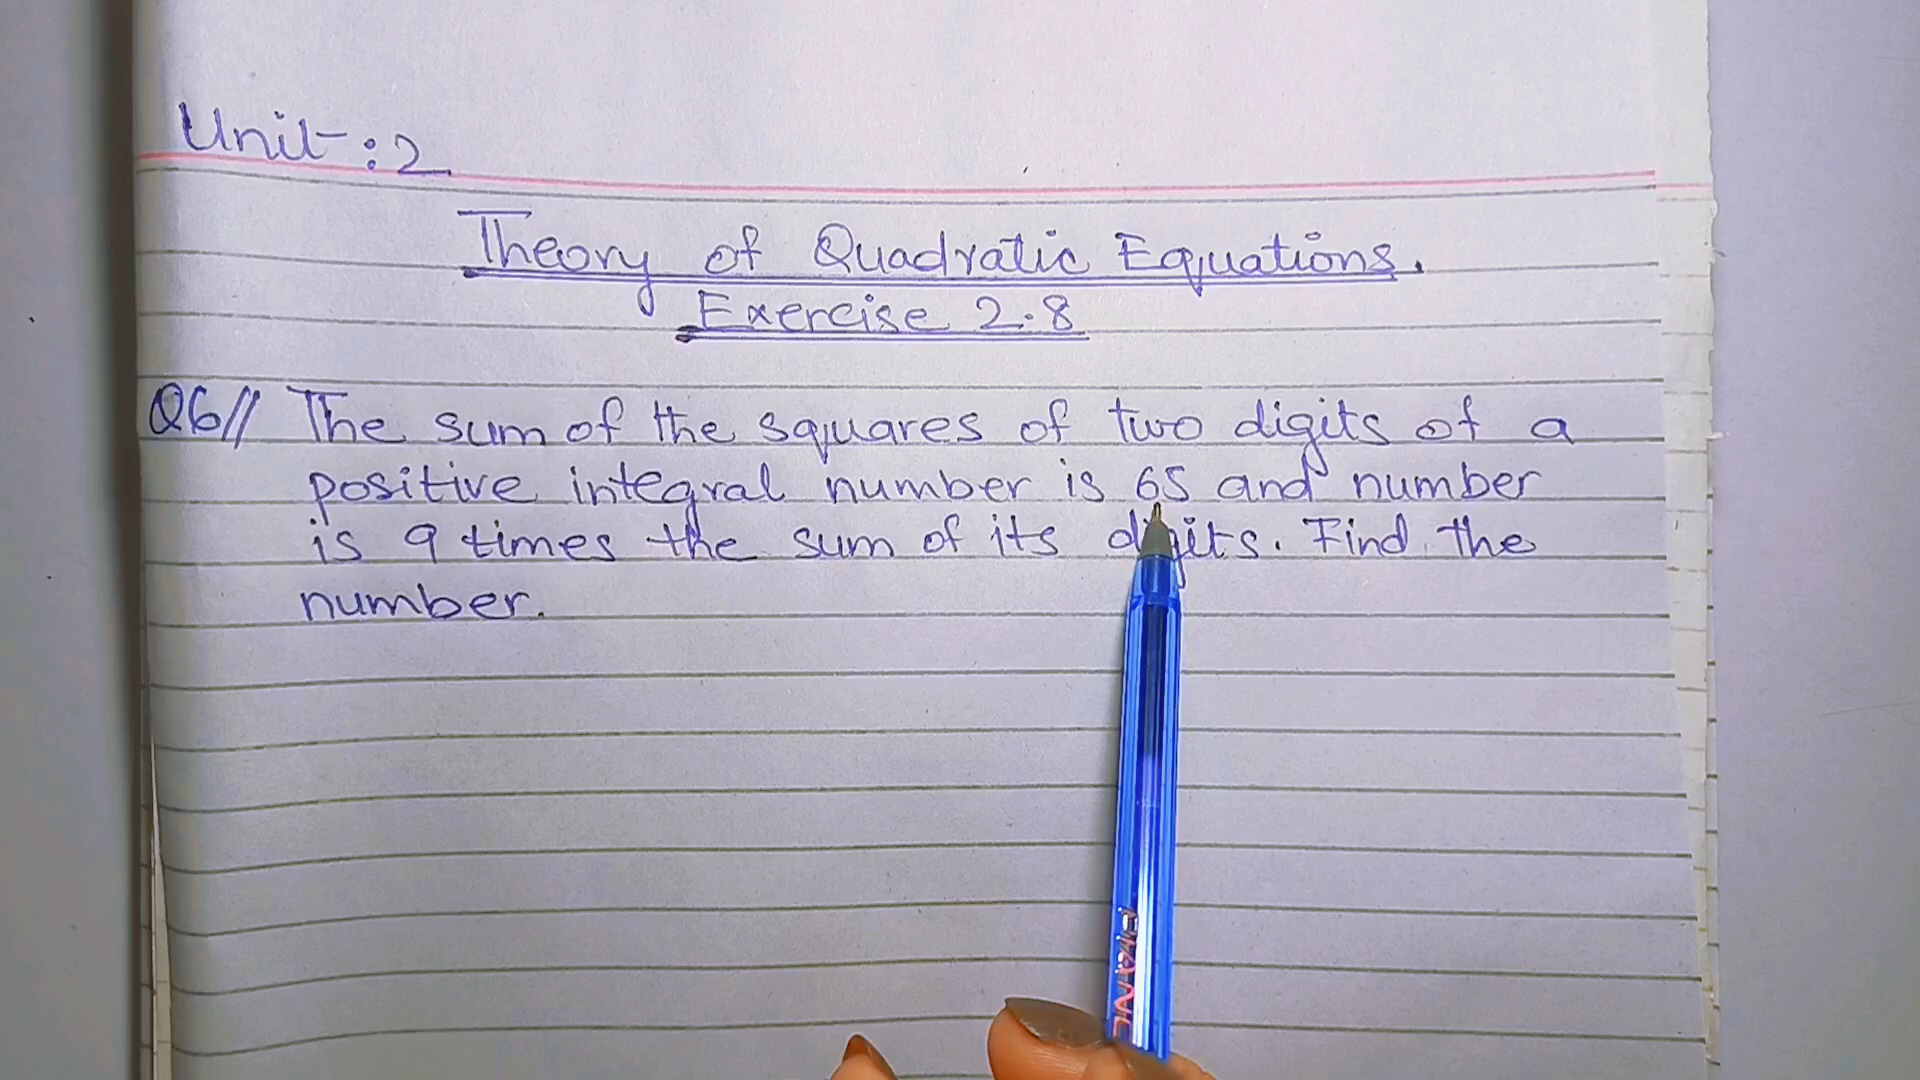 Unit:2
Theory of Quadratic Equations.
Exercise 2.8
Q6// The sum of the squares of two digits of a
positive integral number is 65 and number
is 9 times the sum of its digits. Find the
number.